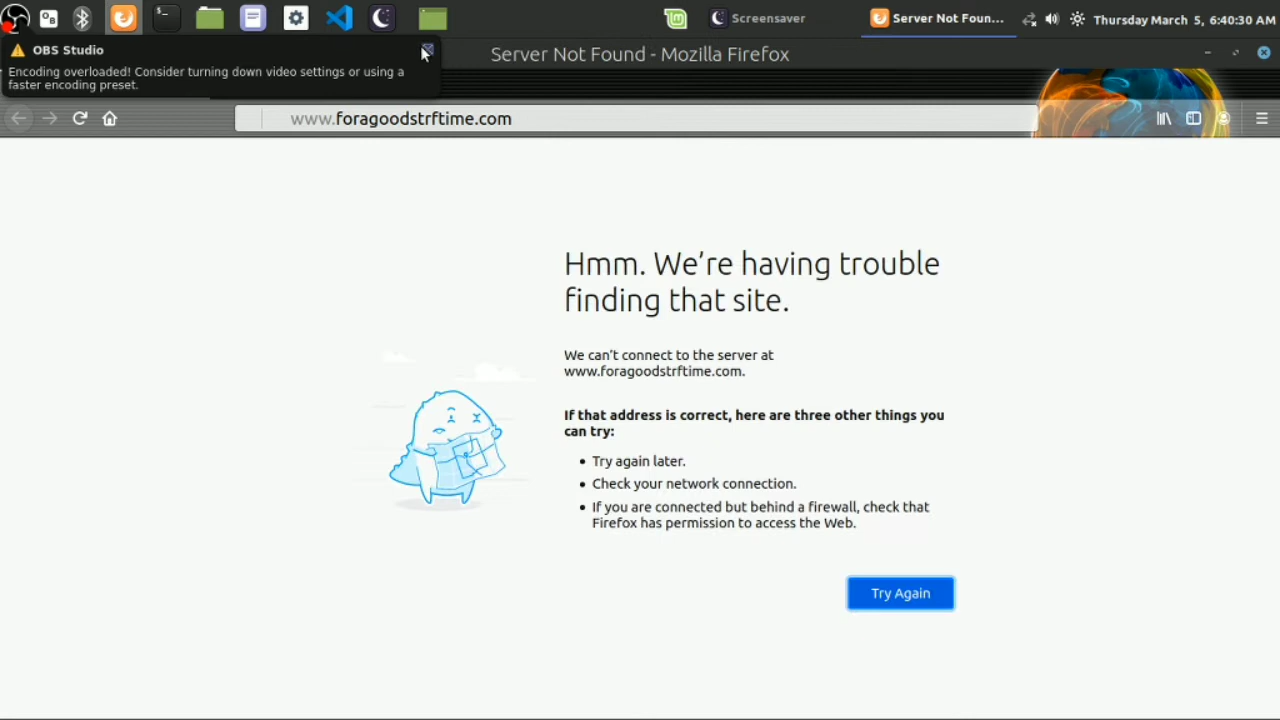 Screensaver
Server Not Foun...
Thursday March 5, 6:40:30 AM
OBS Studio
Encoding overloaded! Consider turning down video settings or using a
faster encoding preset.
Server Not Found - Mozilla Firefox
www.foragoodstrftime.com
Hmm. We're having trouble
finding that site.
We can't connect to the server at
www.foragoodstrftime.com.
If that address is correct, here are three other things you
can try:
Try again later.
Check your network connection.
If you are connected but behind a firewall, check that
Firefox has permission to access the Web.
Try Again